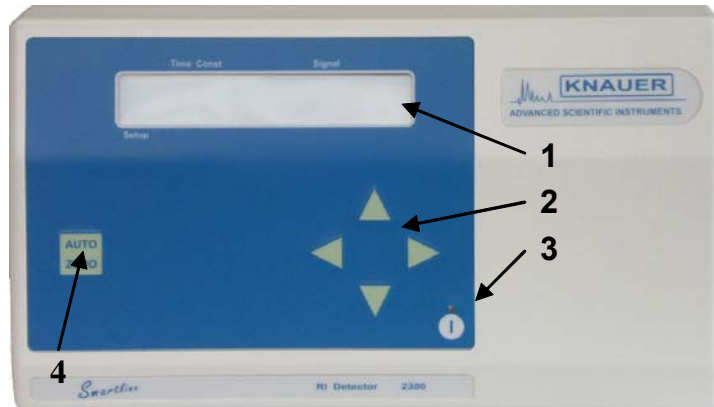 Time Const Signal
KNAUER
ADVANCED SCIENTIFIC INSTRUMENTS
Setup
1
2
3
AUTO
ZERO
I
4
Smartline
RI Detector 2300